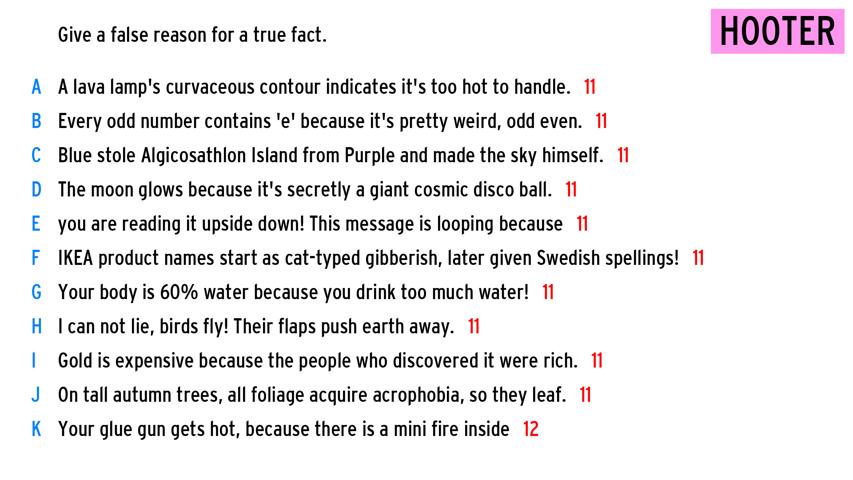 Give a false reason for a true fact.
HOOTER
A A lava lamp's curvaceous contour indicates it's too hot to handle. 11
B Every odd number contains 'e' because it's pretty weird, odd even. 11
C Blue stole Algicosathlon Island from Purple and made the sky himself. 11
D The moon glows because it's secretly a giant cosmic disco ball. 11
E you are reading it upside down! This message is looping because 11
F IKEA product names start as cat-typed gibberish, later given Swedish spellings! 11
G Your body is 60% water because you drink too much water! 11
H I can not lie, birds fly! Their flaps push earth away. 11
I Gold is expensive because the people who discovered it were rich. 11
J On tall autumn trees, all foliage acquire acrophobia, so they leaf. 11
K Your glue gun gets hot, because there is a mini fire inside 12